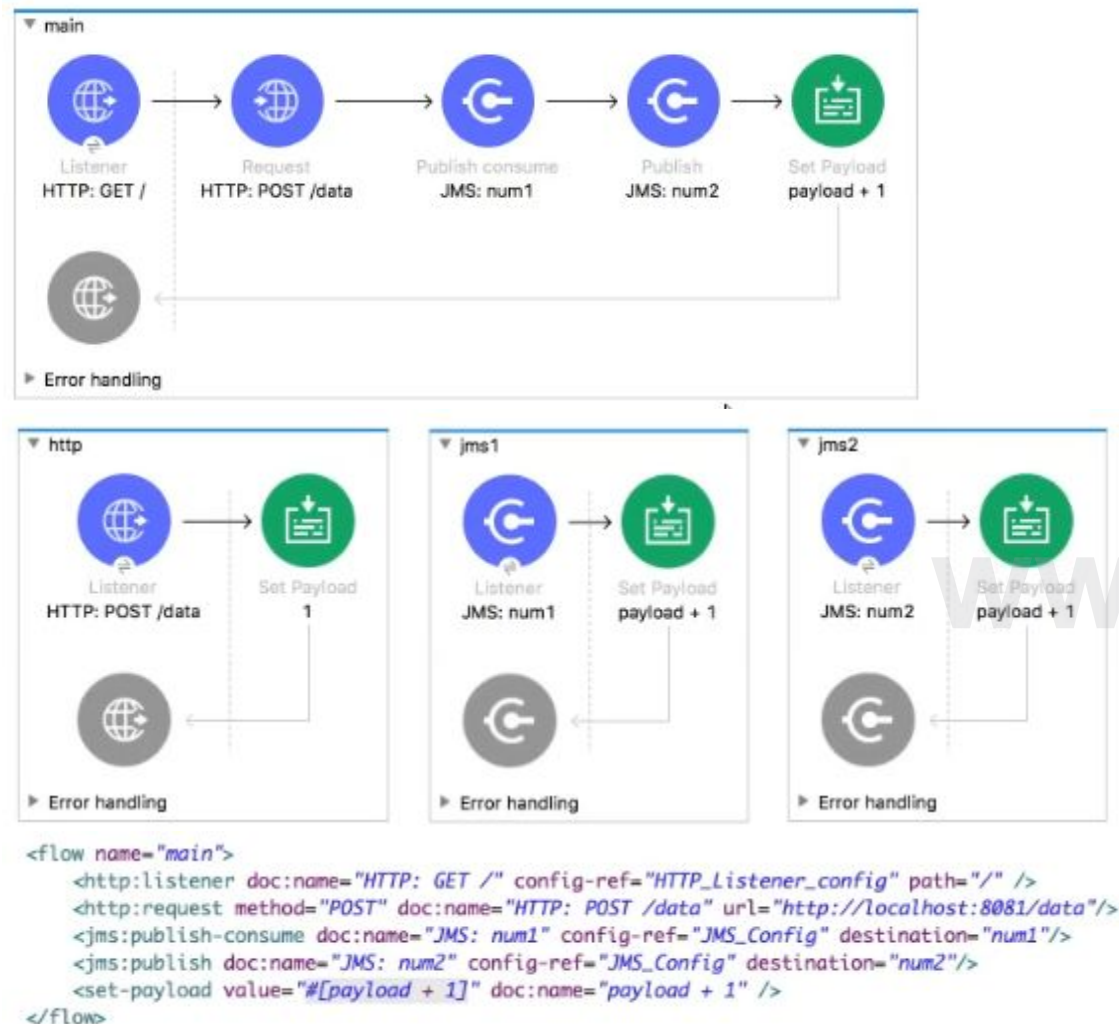 main
Listener Request Publish consume Publish Set Payload
HTTP: GET / HTTP: POST /data JMS: num1 JMS: num2 payload + 1
Error handling
http jms1 jms2
Listener Set Payload Listener Set Payload Listener Set Payload
HTTP: POST /data 1 JMS: num1 payload + 1 JMS: num2 payload + 1
Error handling Error handling Error handling
<flow name="main">
<http:listener doc:name="HTTP: GET /" config-ref="HTTP_Listener_config" path="/" />
<http:request method="POST" doc:name="HTTP: POST /data" url="http://localhost:8081/data"/>
<jms:publish-consume doc:name="JMS: num1" config-ref="JMS_Config" destination="num1"/>
<jms:publish doc:name="JMS: num2" config-ref="JMS_Config" destination="num2"/>
<set-payload value="#[payload + 1]" doc:name="payload + 1" />
</flow>